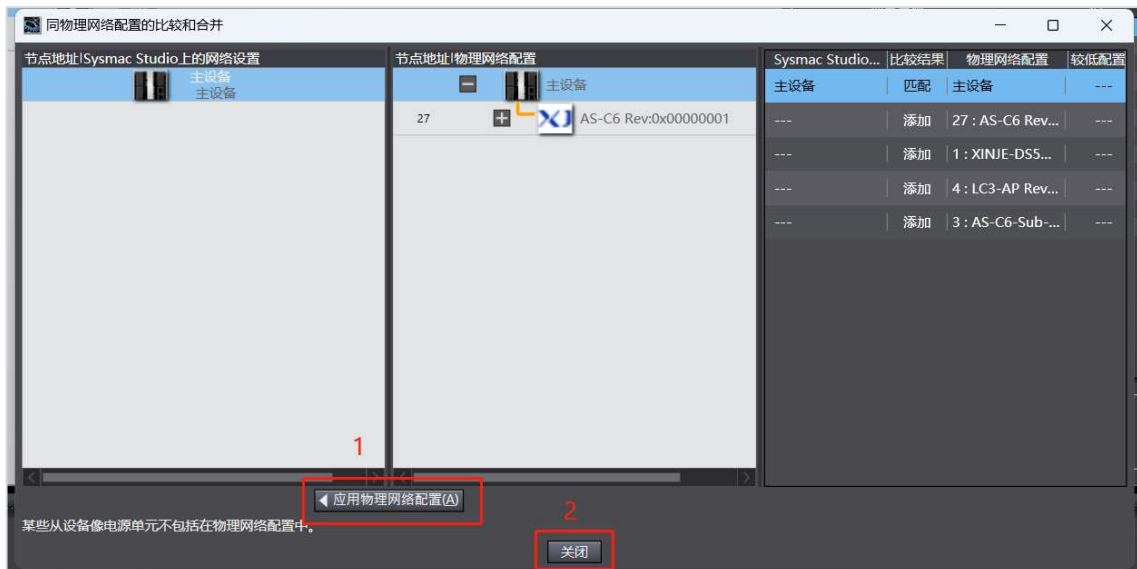 同物理网络配置的比较和合并
节点地址|Sysmac Studio上的网络设置
主设备
主设备
节点地址|物理网络配置
主设备
27 AS-C6 Rev:0x00000001
Sysmac Studio... 比较结果 物理网络配置 较低配置
主设备 匹配 主设备 ---
--- 添加 27 : AS-C6 Rev... ---
--- 添加 1 : XINJE-DS5... ---
--- 添加 4 : LC3-AP Rev... ---
--- 添加 3 : AS-C6-Sub-... ---
1
应用物理网络配置(A)
某些从设备像电源单元不包括在物理网络配置中。
2
关闭